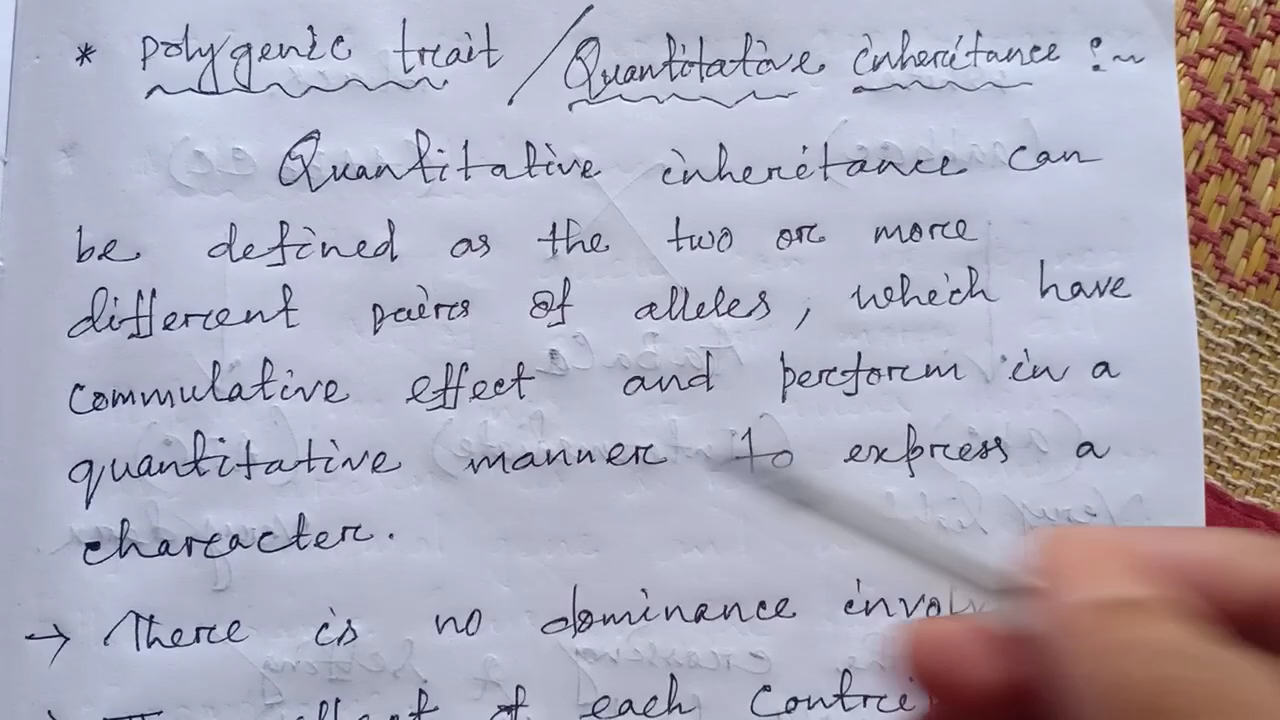 * Polygenic trait / Quantitative inheritance :~
Quantitative inheritance can
be defined as the two or more
different pairs of alleles, which have
commulative effect and perform in a
quantitative manner to express a
character.
→ There is no dominance
of each